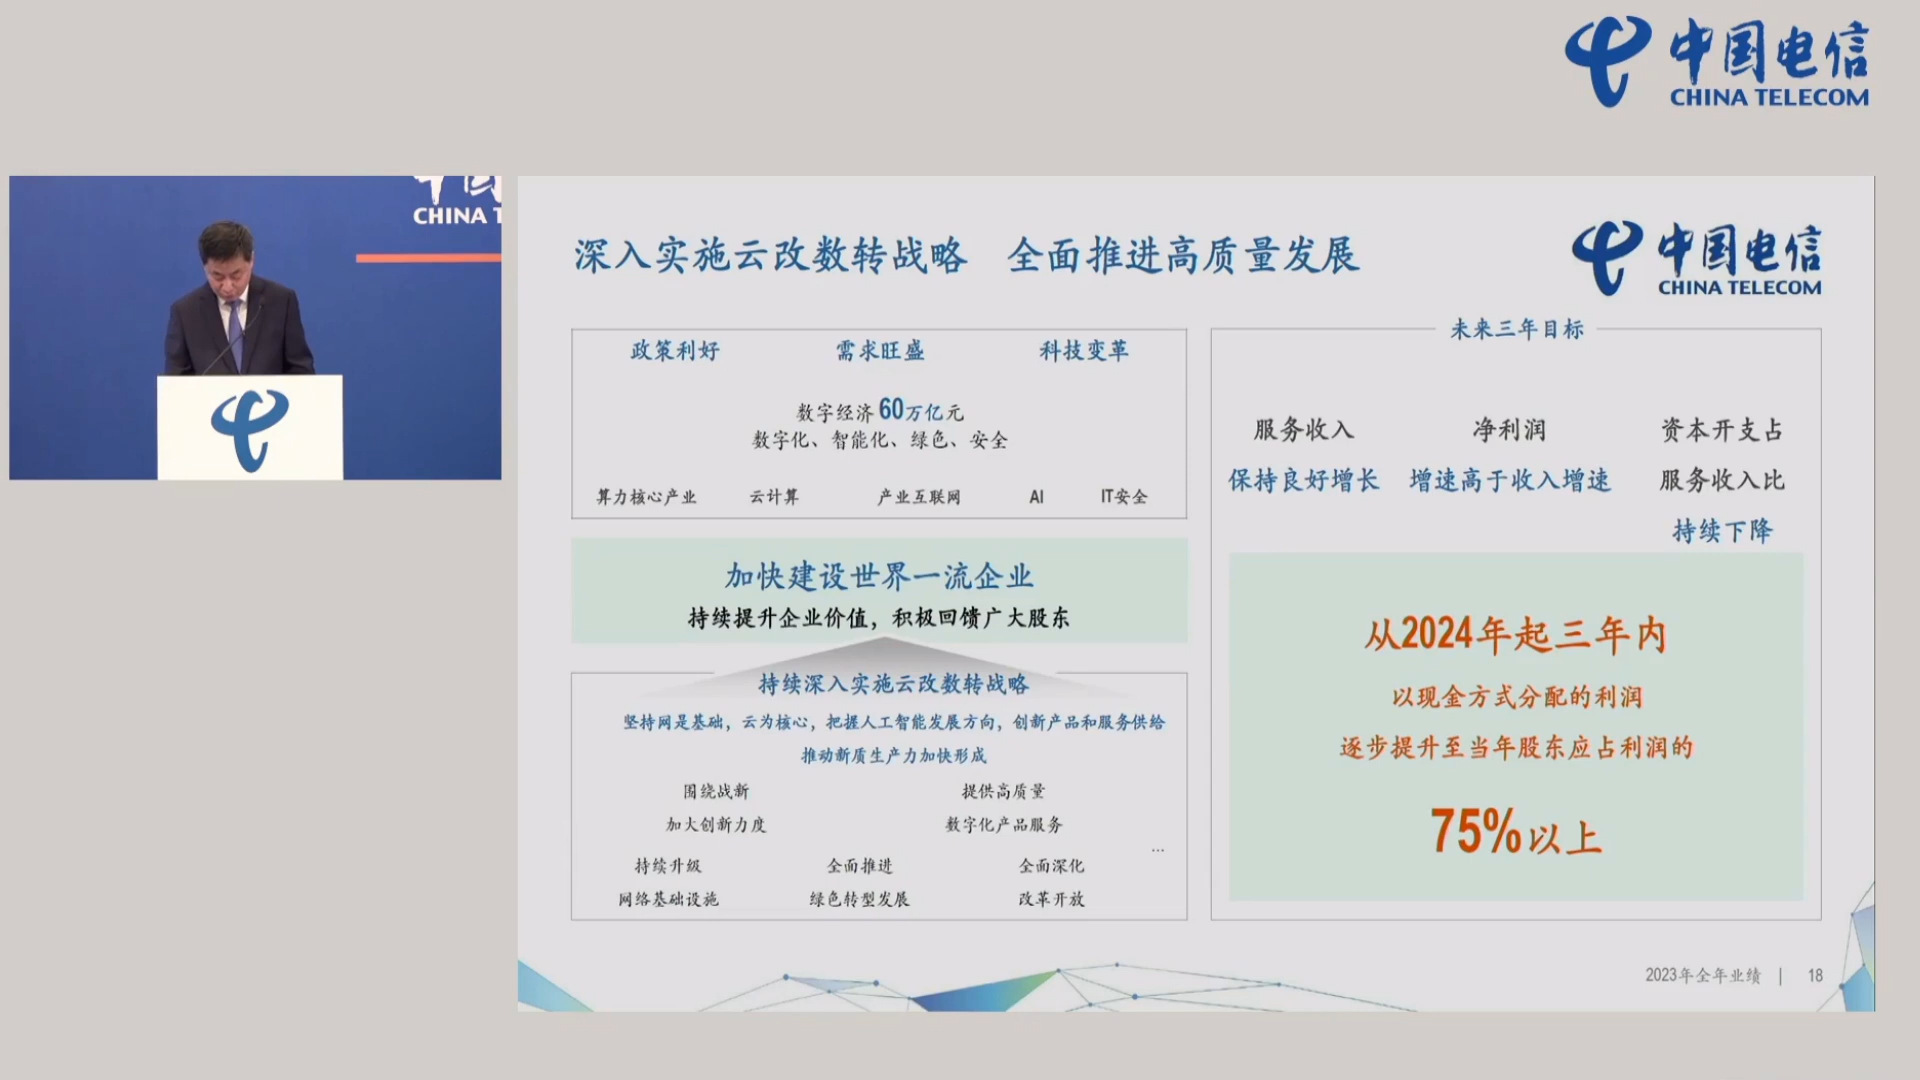 中国电信
CHINA TELECOM
中国
CHINA T
深入实施云改数转战略 全面推进高质量发展
中国电信
CHINA TELECOM
政策利好 需求旺盛 科技变革
数字经济60万亿元
数字化、智能化、绿色、安全
算力核心产业 云计算 产业互联网 AI IT安全
加快建设世界一流企业
持续提升企业价值，积极回馈广大股东
持续深入实施云改数转战略
坚持网是基础，云为核心，把握人工智能发展方向，创新产品和服务供给
推动新质生产力加快形成
围绕战新 提供高质量
加大创新力度 数字化产品服务
...
持续升级 全面推进 全面深化
网络基础设施 绿色转型发展 改革开放
未来三年目标
服务收入 净利润 资本开支占
保持良好增长 增速高于收入增速 服务收入比
持续下降
从2024年起三年内
以现金方式分配的利润
逐步提升至当年股东应占利润的
75%以上
2023年全年业绩 | 18